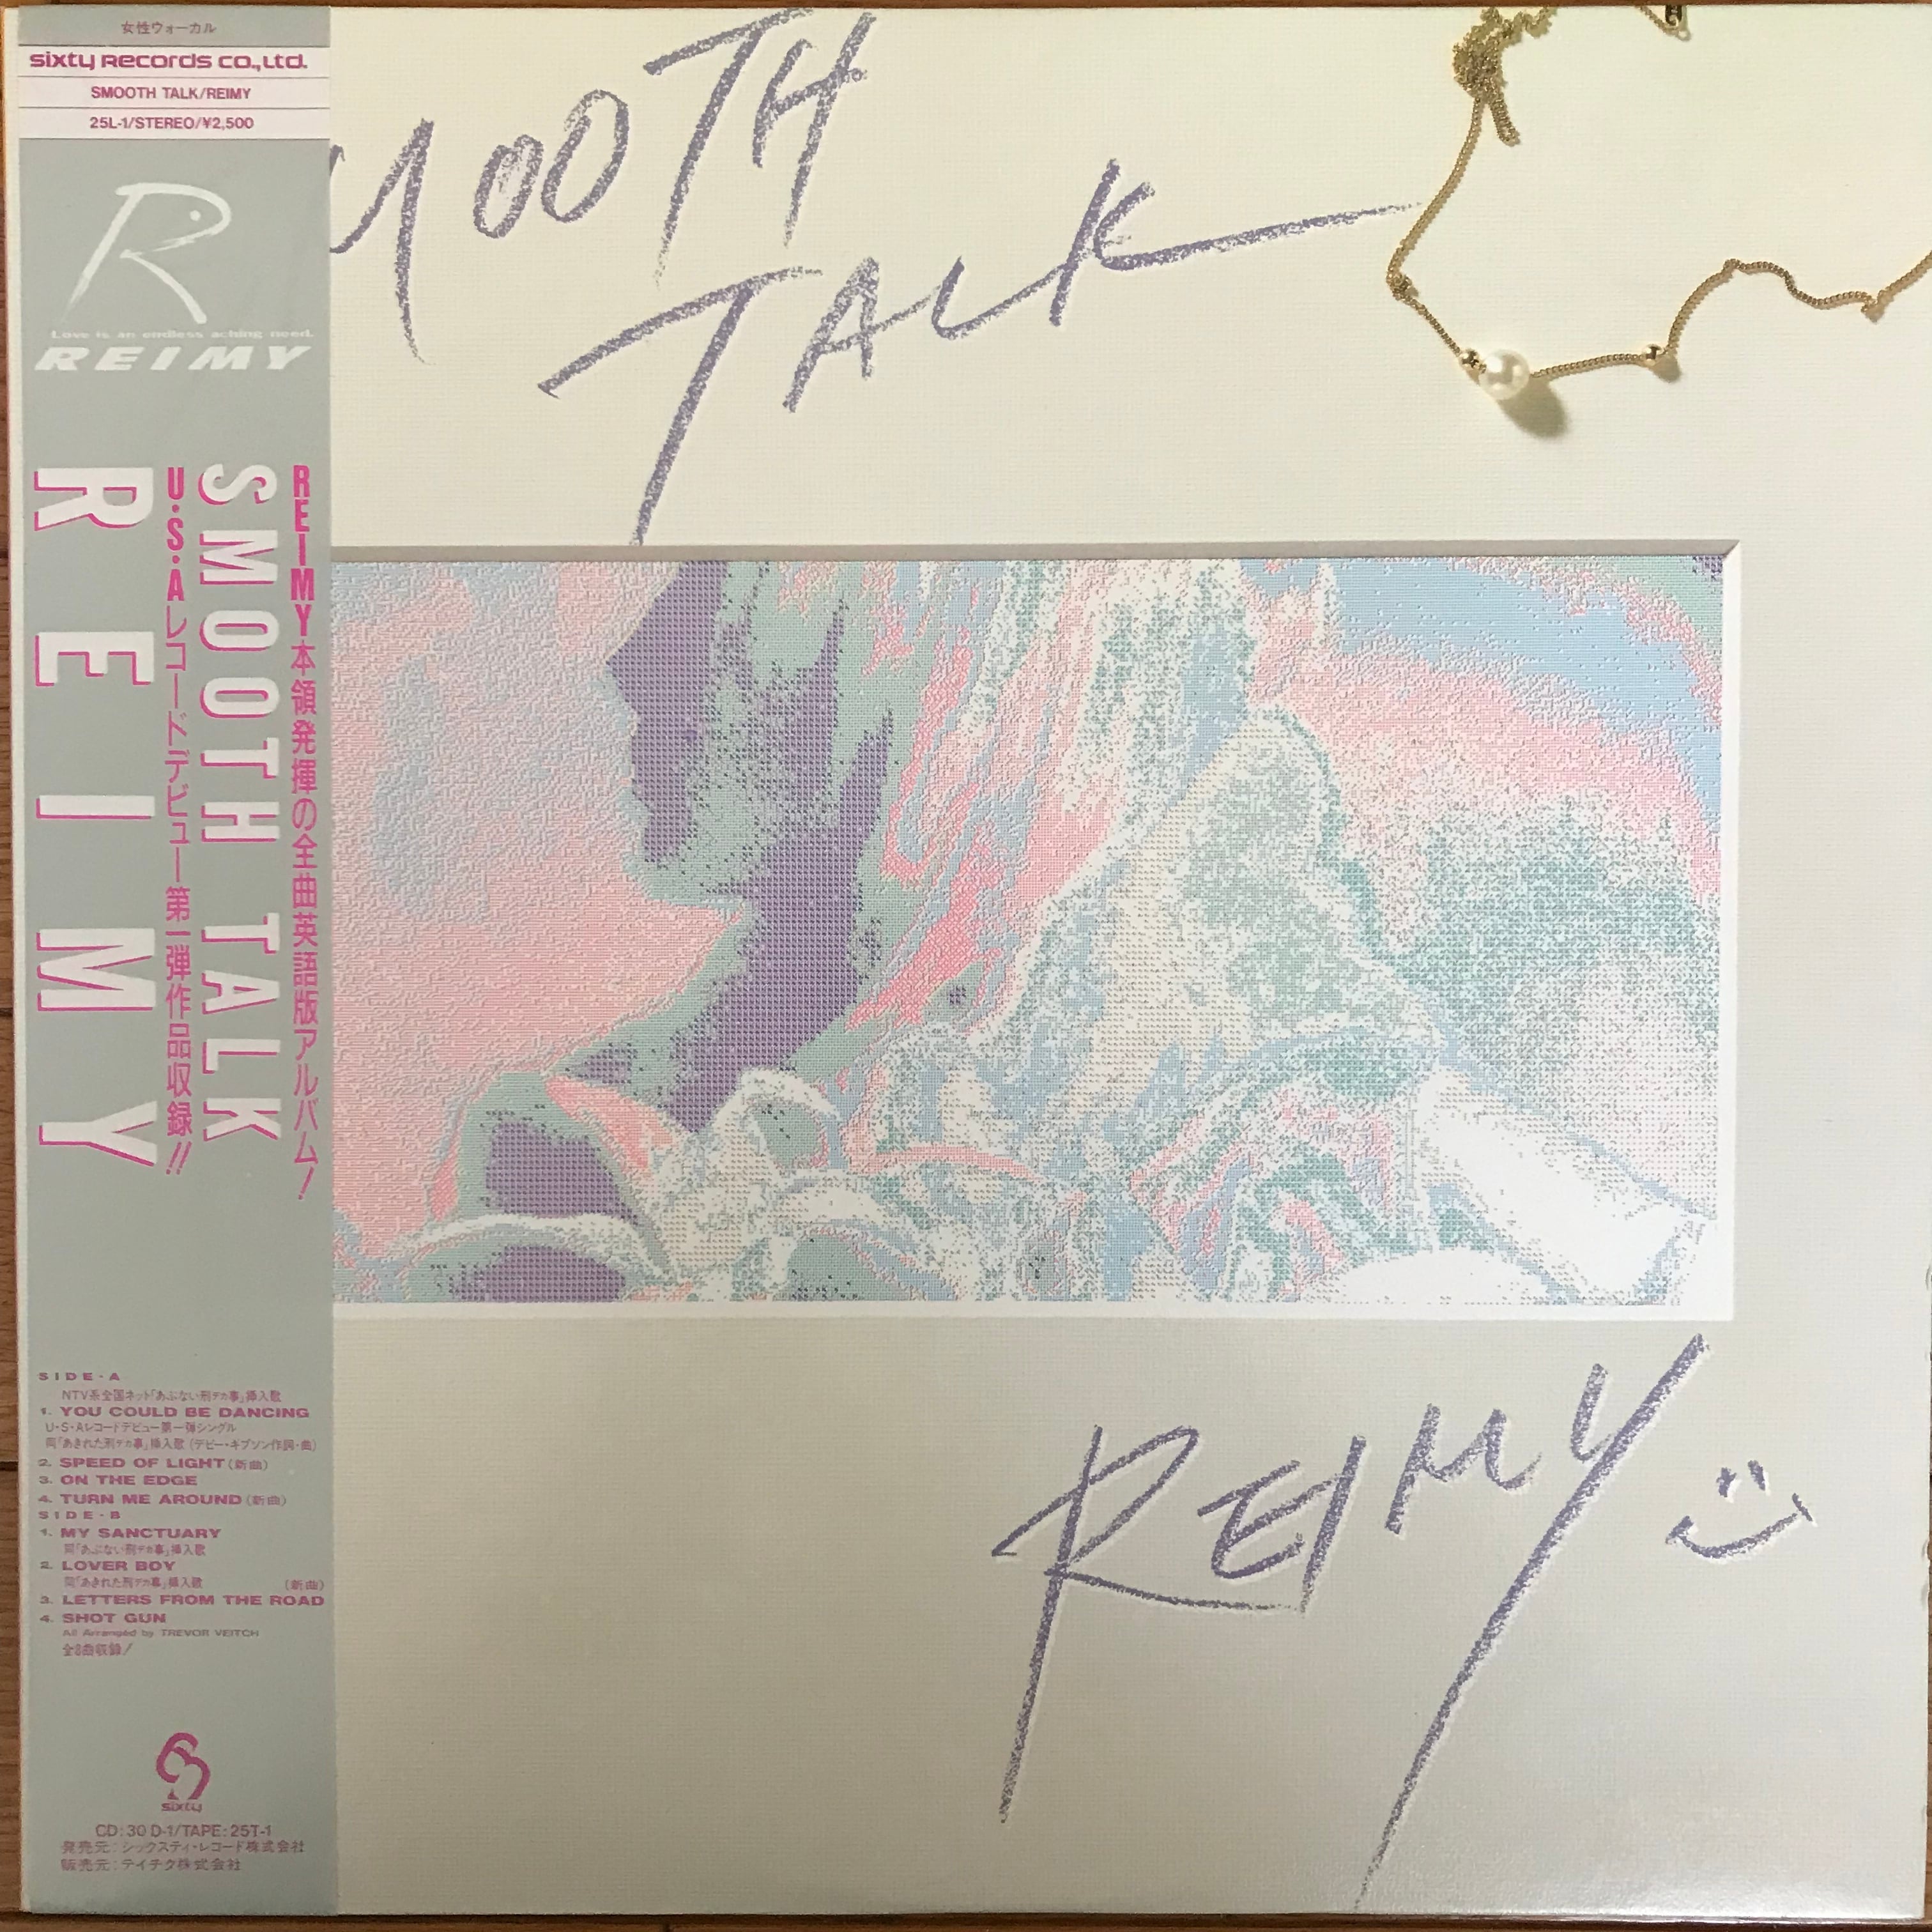 女性ウォーカル
sixty RECORDS CO.,Ltd.
SMOOTH TALK/REIMY
25L-1/STEREO/¥2,500
R
Love is an endless aching need.
REIMY
REIMY本領発揮の全曲英語版アルバム!
SMOOTH TALK
U・S・Aレコードデビュー第一弾作品収録!!
REIMY
SIDE・A
NTV系全国ネット「あぶない刑デカ事」挿入歌
1. YOU COULD BE DANCING
U・S・Aレコードデビュー第一弾シングル
同「あきれた刑デカ事」挿入歌(デビー・ギブソン作詞・曲)
2. SPEED OF LIGHT(新曲)
3. ON THE EDGE
4. TURN ME AROUND(新曲)
SIDE・B
1. MY SANCTUARY
同「あぶない刑デカ事」挿入歌
2. LOVER BOY
同「あきれた刑デカ事」挿入歌 (新曲)
3. LETTERS FROM THE ROAD
4. SHOT GUN
All Arranged by TREVOR VEITCH
全8曲収録!
sixty
CD:30 D-1/TAPE:25T-1
発売元:シックスティ・レコード株式会社
販売元:テイチク株式会社
MOOTH
TALK
REIMY